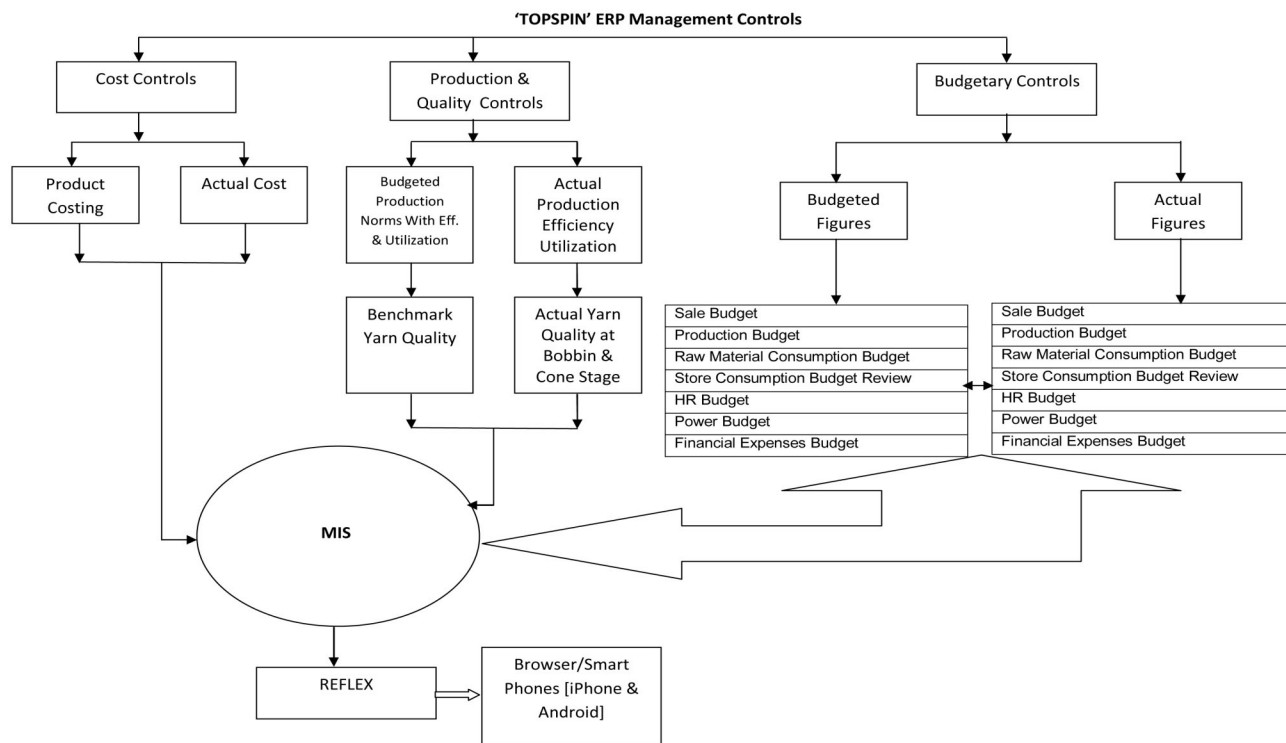 ‘TOPSPIN’ ERP Management Controls
Cost Controls
Production &
Quality Controls
Budgetary Controls
Product
Costing
Actual Cost
Budgeted
Production
Norms With Eff.
& Utilization
Actual
Production
Efficiency
Utilization
Budgeted
Figures
Actual
Figures
Benchmark
Yarn Quality
Actual Yarn
Quality at
Bobbin &
Cone Stage
Sale Budget
Production Budget
Raw Material Consumption Budget
Store Consumption Budget Review
HR Budget
Power Budget
Financial Expenses Budget
Sale Budget
Production Budget
Raw Material Consumption Budget
Store Consumption Budget Review
HR Budget
Power Budget
Financial Expenses Budget
MIS
REFLEX
Browser/Smart
Phones [iPhone &
Android]